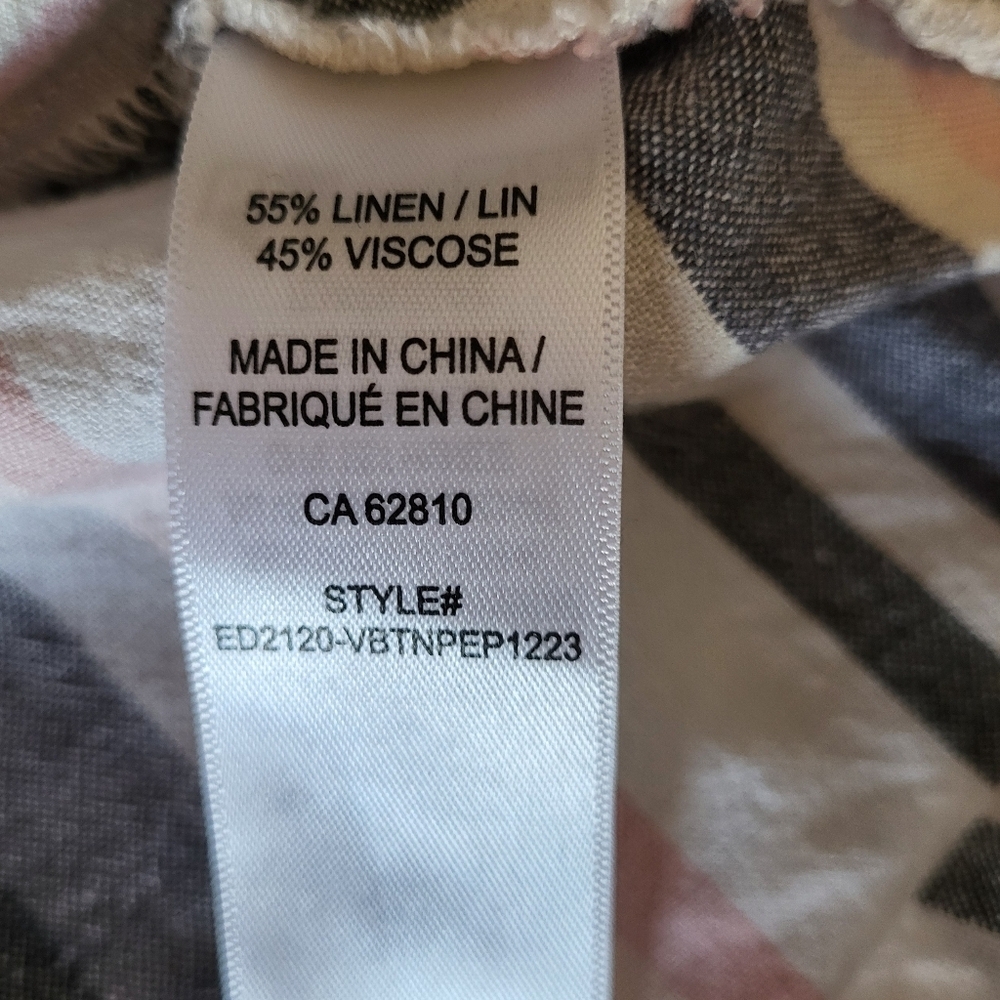 55% LINEN / LIN
45% VISCOSE
MADE IN CHINA /
FABRIQUÉ EN CHINE
CA 62810
STYLE#
ED2120-VBTNPEP1223